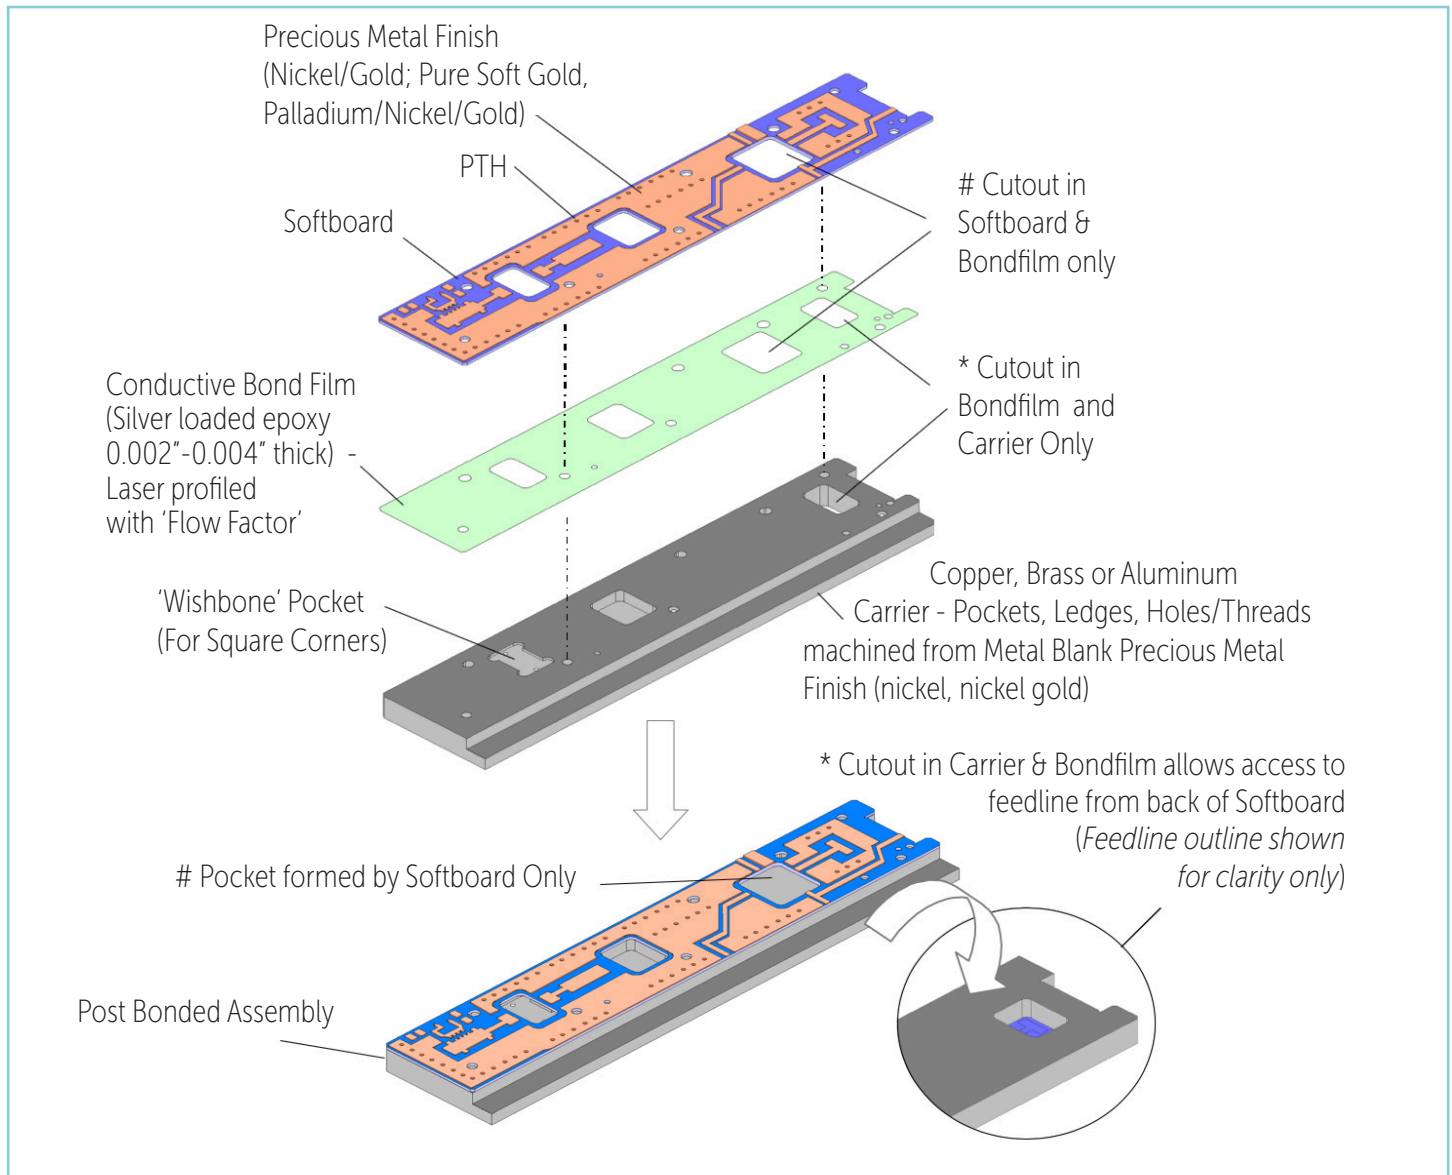 Precious Metal Finish
(Nickel/Gold; Pure Soft Gold,
Palladium/Nickel/Gold)
PTH
Softboard
# Cutout in
Softboard &
Bondfilm only
* Cutout in
Bondfilm and
Carrier Only
Conductive Bond Film
(Silver loaded epoxy
0.002"-0.004" thick) -
Laser profiled
with ‘Flow Factor’
‘Wishbone’ Pocket
(For Square Corners)
Copper, Brass or Aluminum
Carrier - Pockets, Ledges, Holes/Threads
machined from Metal Blank Precious Metal
Finish (nickel, nickel gold)
* Cutout in Carrier & Bondfilm allows access to
feedline from back of Softboard
(Feedline outline shown
for clarity only)
# Pocket formed by Softboard Only
Post Bonded Assembly